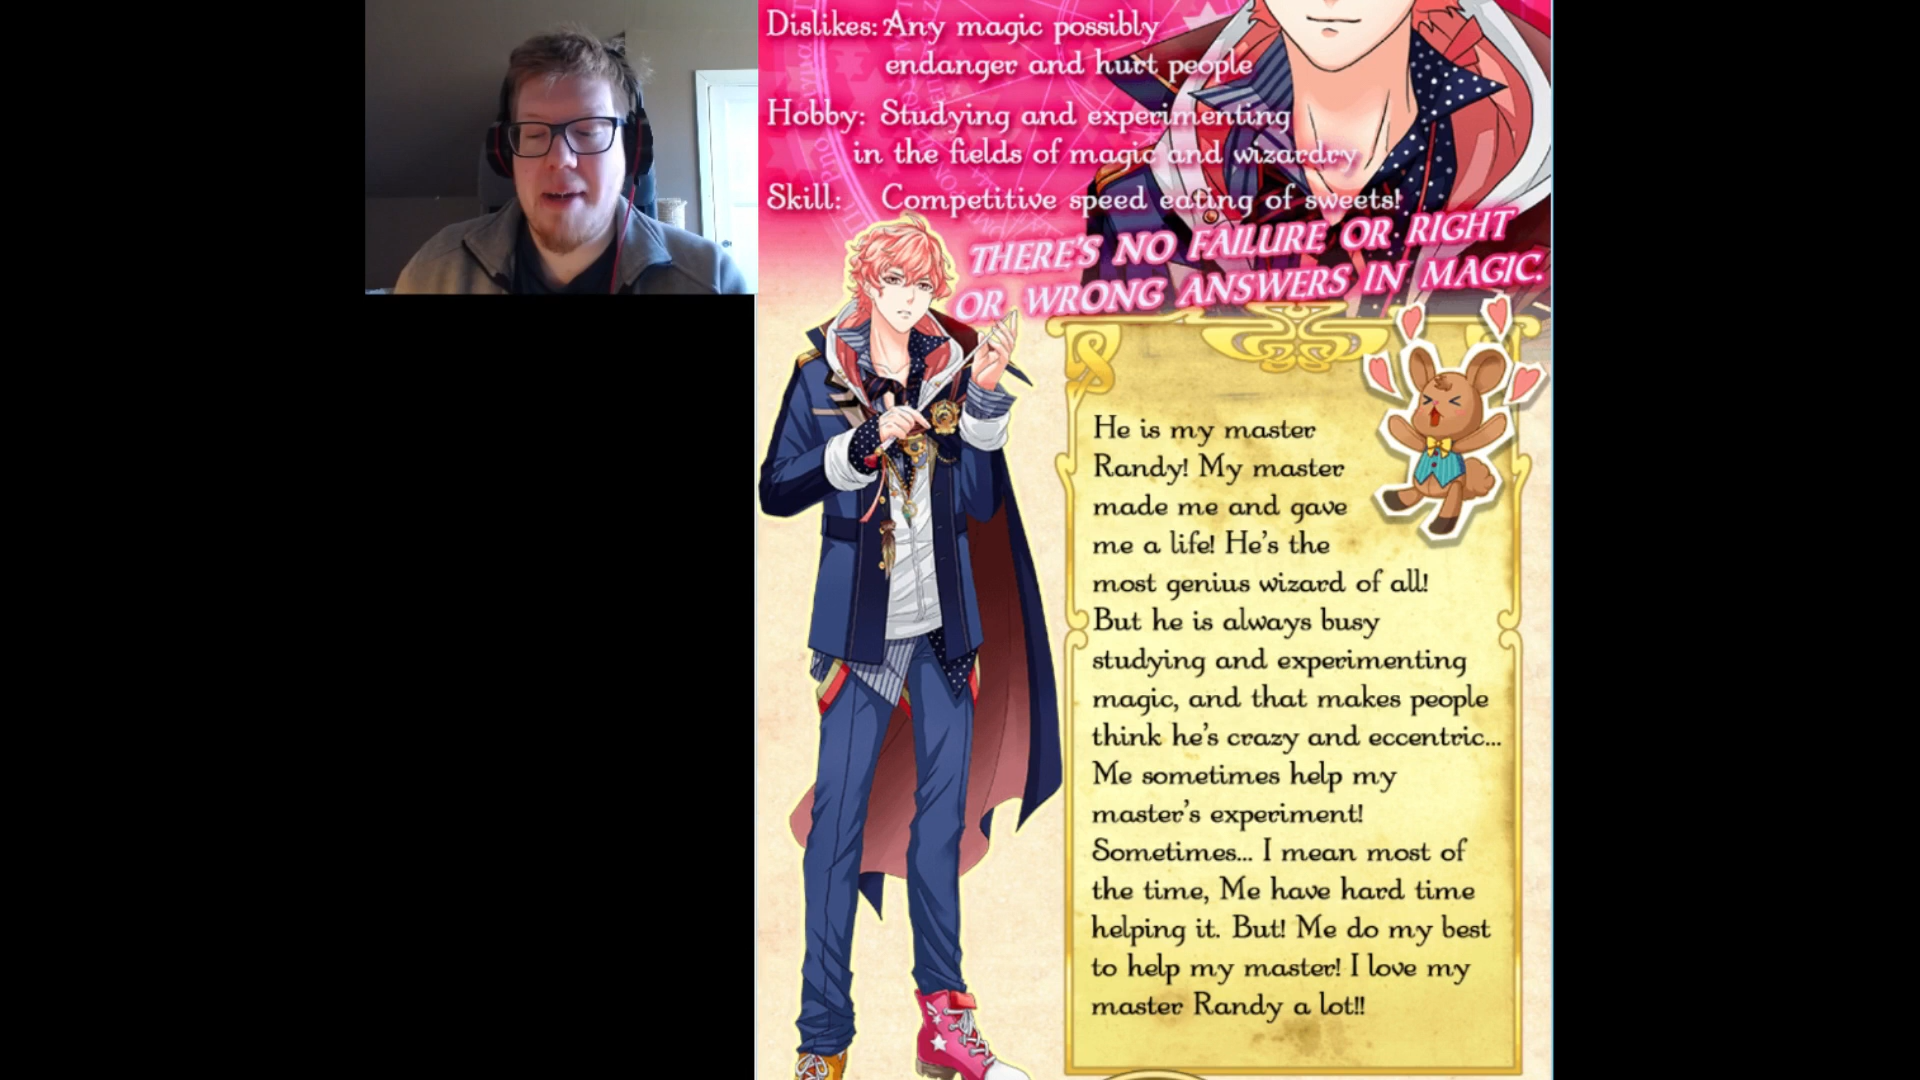 Dislikes: Any magic possibly
endanger and hurt people
Hobby: Studying and experimenting
in the fields of magic and wizardry
Skill: Competitive speed eating of sweets!
THERE'S NO FAILURE OR RIGHT
OR WRONG ANSWERS IN MAGIC.
He is my master
Randy! My master
made me and gave
me a life! He's the
most genius wizard of all!
But he is always busy
studying and experimenting
magic, and that makes people
think he's crazy and eccentric...
Me sometimes help my
master's experiment!
Sometimes... I mean most of
the time, Me have hard time
helping it. But! Me do my best
to help my master! I love my
master Randy a lot!!